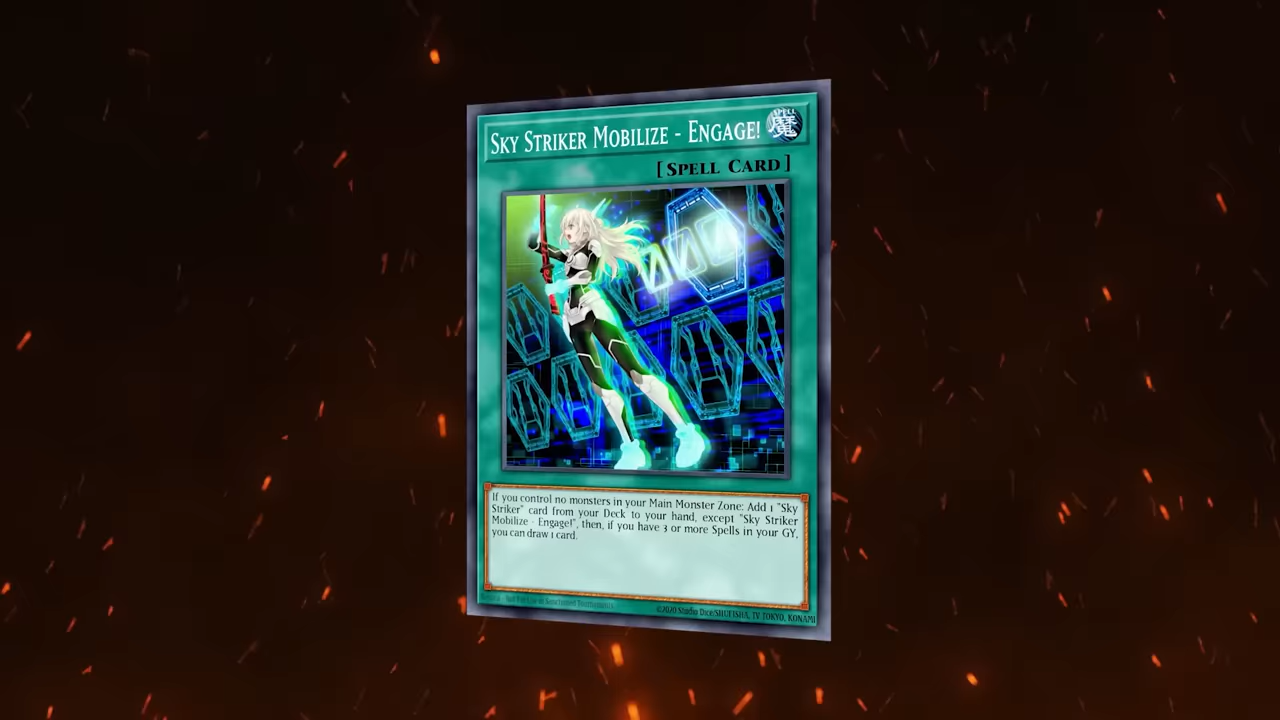 SKY STRIKER MOBILIZE - ENGAGE!
SPELL
魔
[SPELL CARD]
If you control no monsters in your Main Monster Zone: Add 1 "Sky
Striker" card from your Deck to your hand, except "Sky Striker
Mobilize - Engage!", then, if you have 3 or more Spells in your GY,
you can draw 1 card.
©2020 Studio Dice/SHUEISHA, TV TOKYO, KONAMI